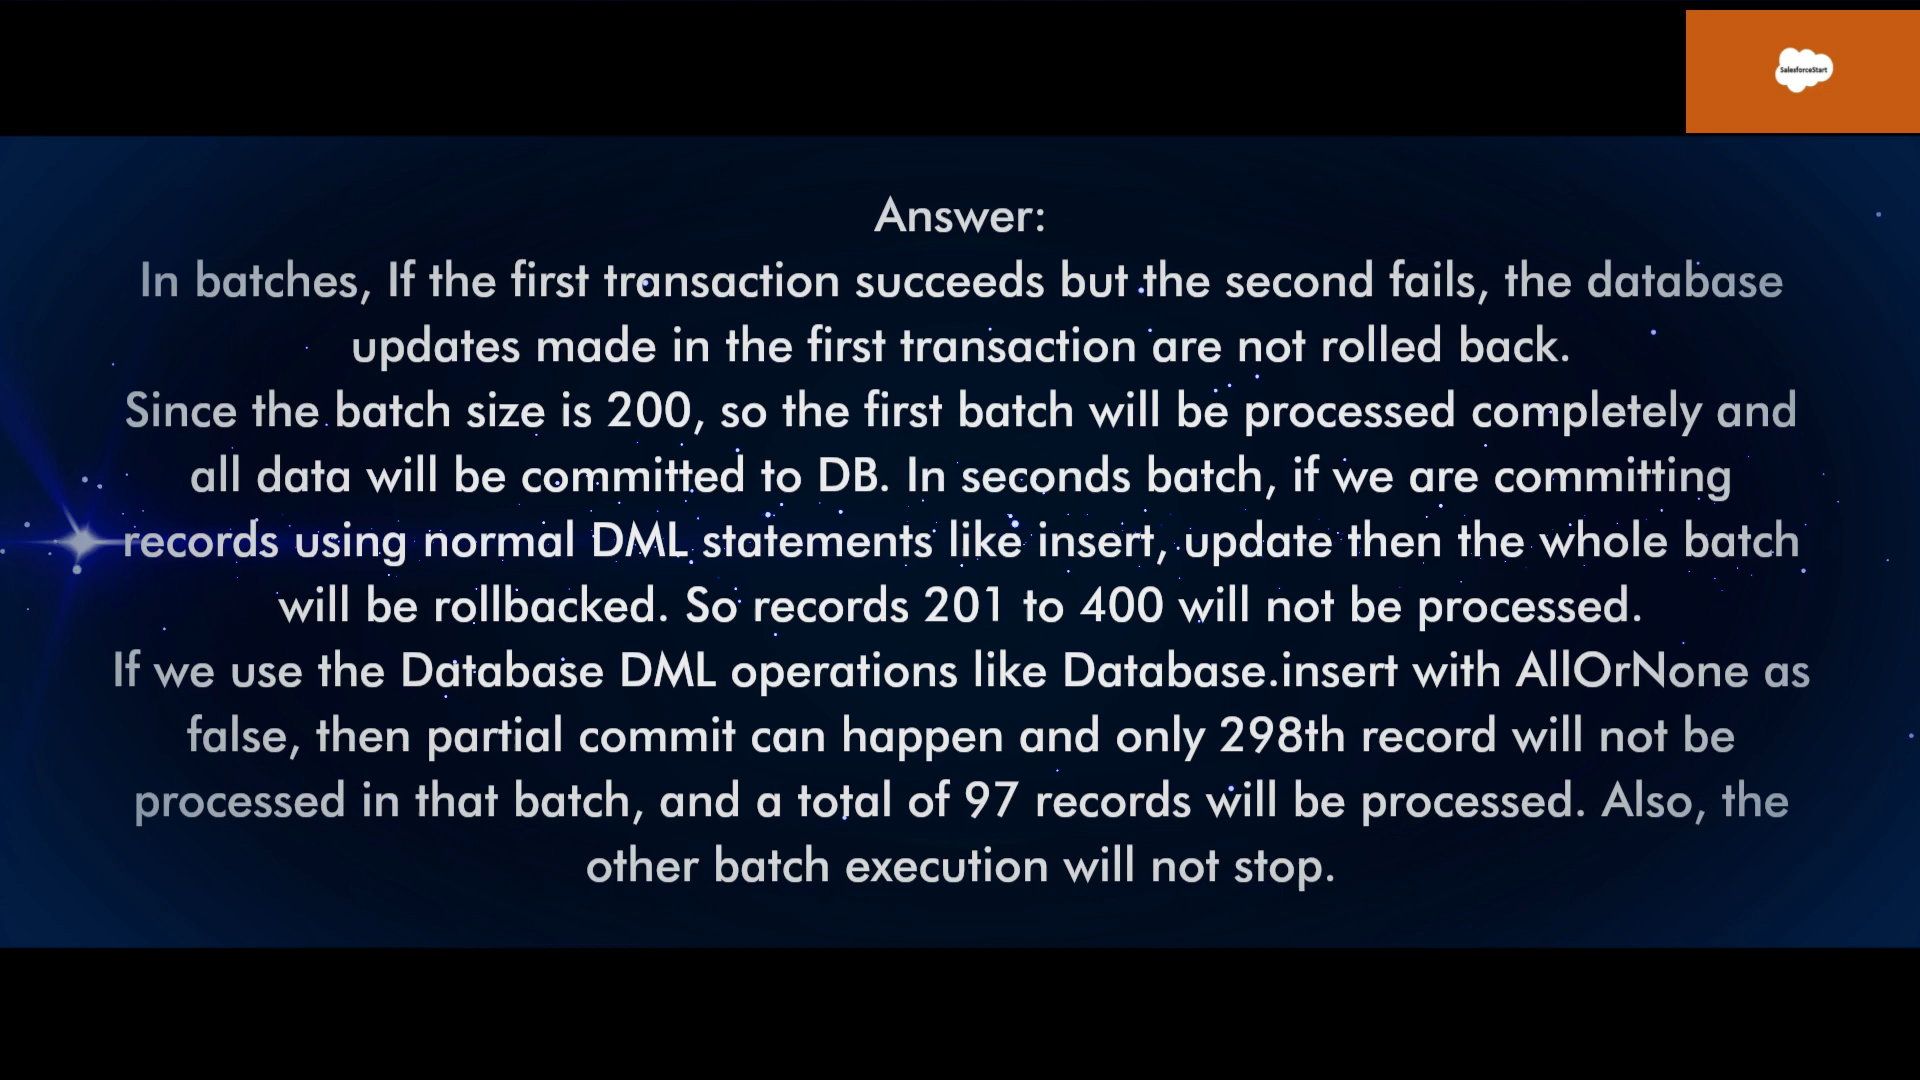 SalesforceStart
Answer:
In batches, If the first transaction succeeds but the second fails, the database
updates made in the first transaction are not rolled back.
Since the batch size is 200, so the first batch will be processed completely and
all data will be committed to DB. In seconds batch, if we are committing
records using normal DML statements like insert, update then the whole batch
will be rollbacked. So records 201 to 400 will not be processed.
If we use the Database DML operations like Database.insert with AllOrNone as
false, then partial commit can happen and only 298th record will not be
processed in that batch, and a total of 97 records will be processed. Also, the
other batch execution will not stop.